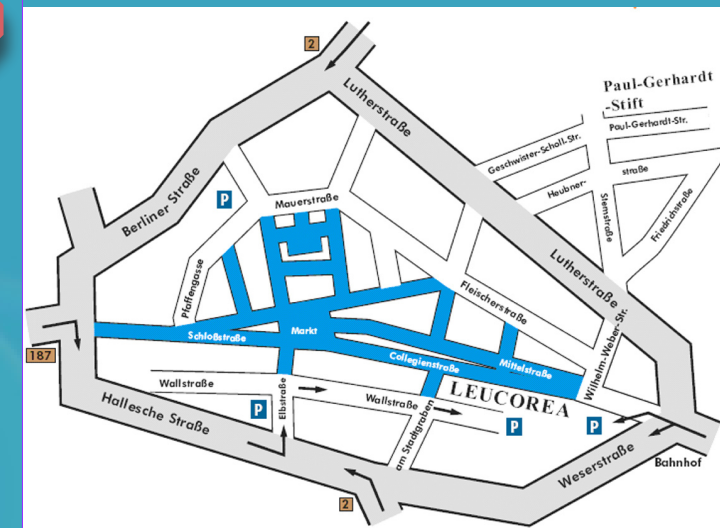 2
Lutherstraße
Paul-Gerhardt
-Stift
Paul-Gerhardt-Str.
Geschwister-Scholl-Str.
straße
Heubner-
Sternstraße
Friedrichstraße
Berliner Straße
P
Mauerstraße
Pfaffengasse
Lutherstraße
Fleischerstraße
187
Schloßstraße
Markt
Collegienstraße
Mittelstraße
Wilhelm-Weber-Str.
Wallstraße
Elbstraße
Wallstraße
LEUCOREA
Hallesche Straße
P
am Stadtgraben
P
P
Weserstraße
Bahnhof
2